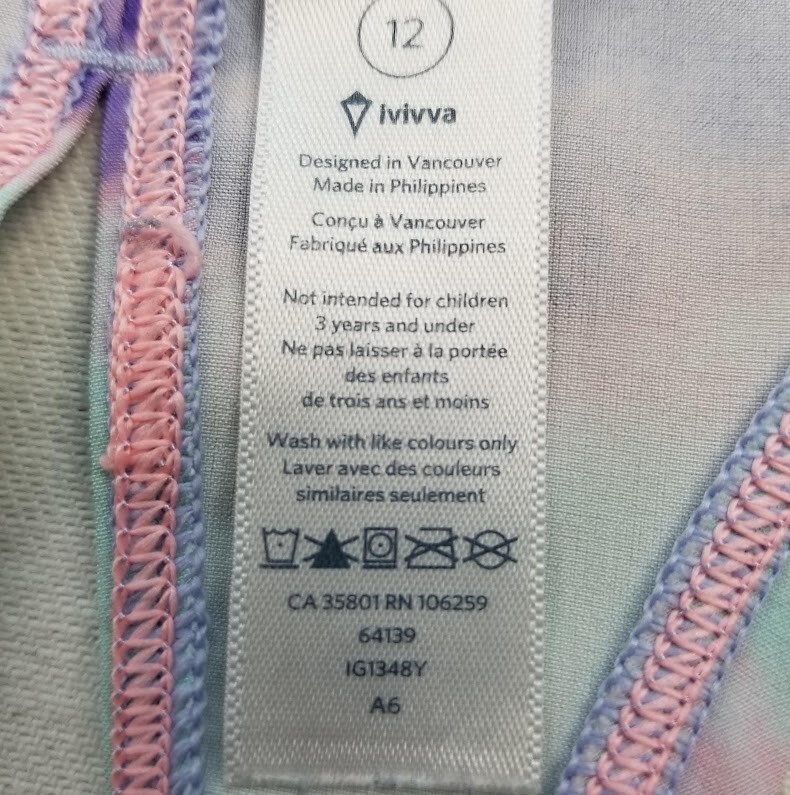 12
ivivva
Designed in Vancouver
Made in Philippines
Conçu à Vancouver
Fabriqué aux Philippines
Not intended for children
3 years and under
Ne pas laisser à la portée
des enfants
de trois ans et moins
Wash with like colours only
Laver avec des couleurs
similaires seulement
CA 35801 RN 106259
64139
IG1348Y
A6